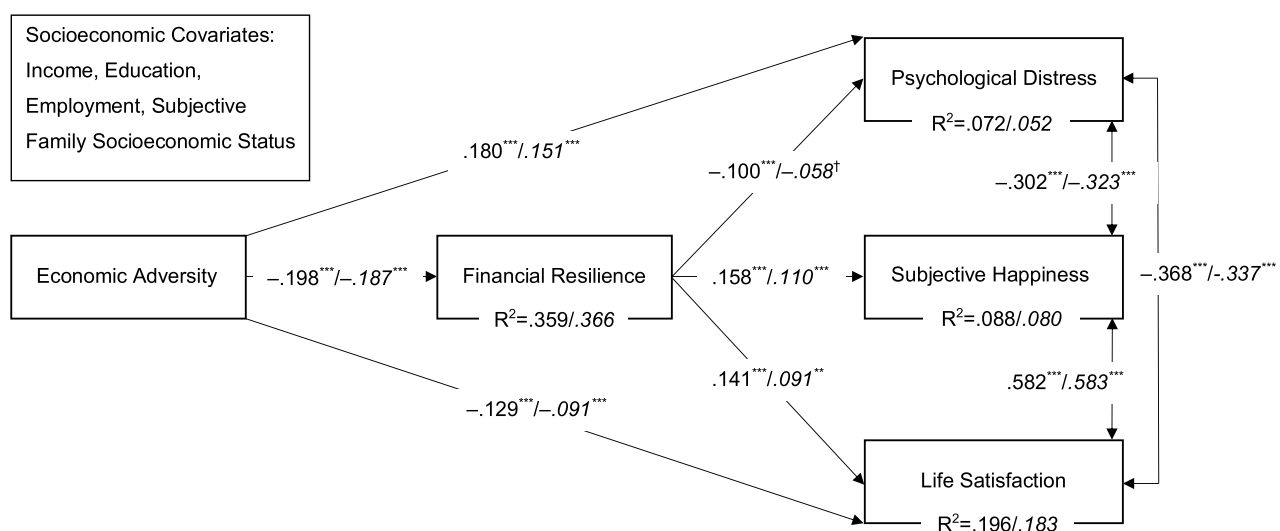 Socioeconomic Covariates:
Income, Education,
Employment, Subjective
Family Socioeconomic Status
Psychological Distress
R²=.072/.052
.180***/.151***
–.100***/–.058†
–.302***/–.323***
Economic Adversity
–.198***/–.187***
Financial Resilience
R²=.359/.366
.158***/.110***
Subjective Happiness
R²=.088/.080
–.368***/-.337***
.141***/.091**
.582***/.583***
–.129***/–.091***
Life Satisfaction
R²=.196/.183